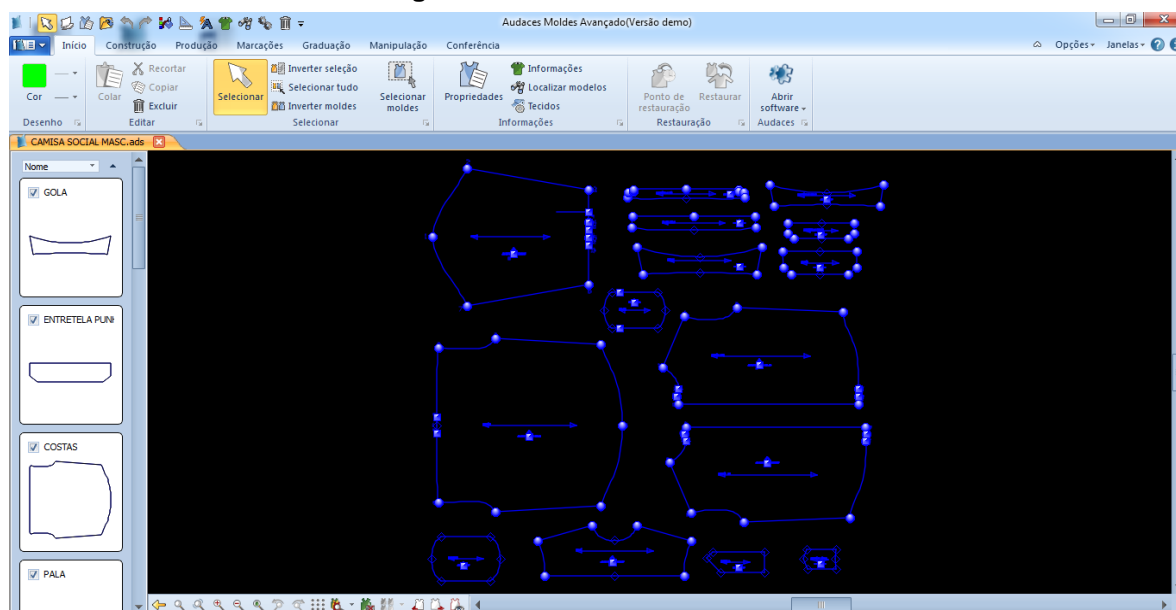 Audaces Moldes Avançado(Versão demo)
Início Construção Produção Marcações Graduação Manipulação Conferência Opções Janelas
Cor
Desenho
Colar
Recortar
Copiar
Excluir
Editar
Selecionar
Inverter seleção
Selecionar tudo
Inverter moldes
Selecionar moldes
Selecionar
Propriedades
Informações
Localizar modelos
Tecidos
Informações
Ponto de restauração
Restaurar
Restauração
Abrir software
Audaces
CAMISA SOCIAL MASC.ads
Nome
GOLA
ENTRETELA PUN
COSTAS
PALA